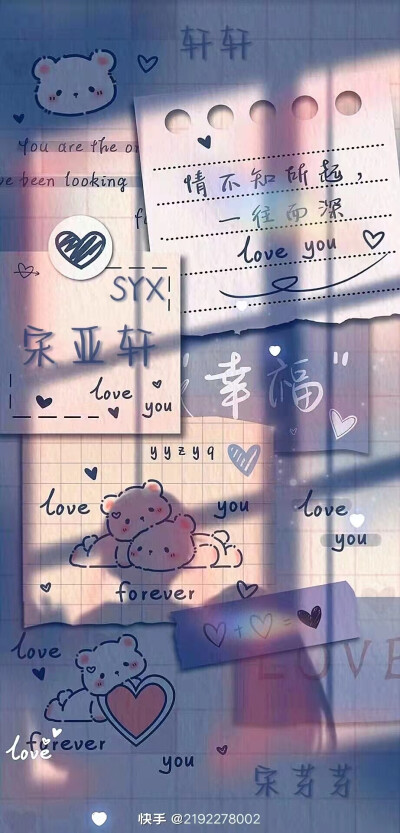 轩轩
You are the on
ve been looking
f
情不知所起，
一往而深
love you
SYX
宋亚轩
love
you
"幸福"
yyzyq
love you
forever
love
you
+ =
LOVE
love
forever
love
you
宋芽芽
快手 @2192278002